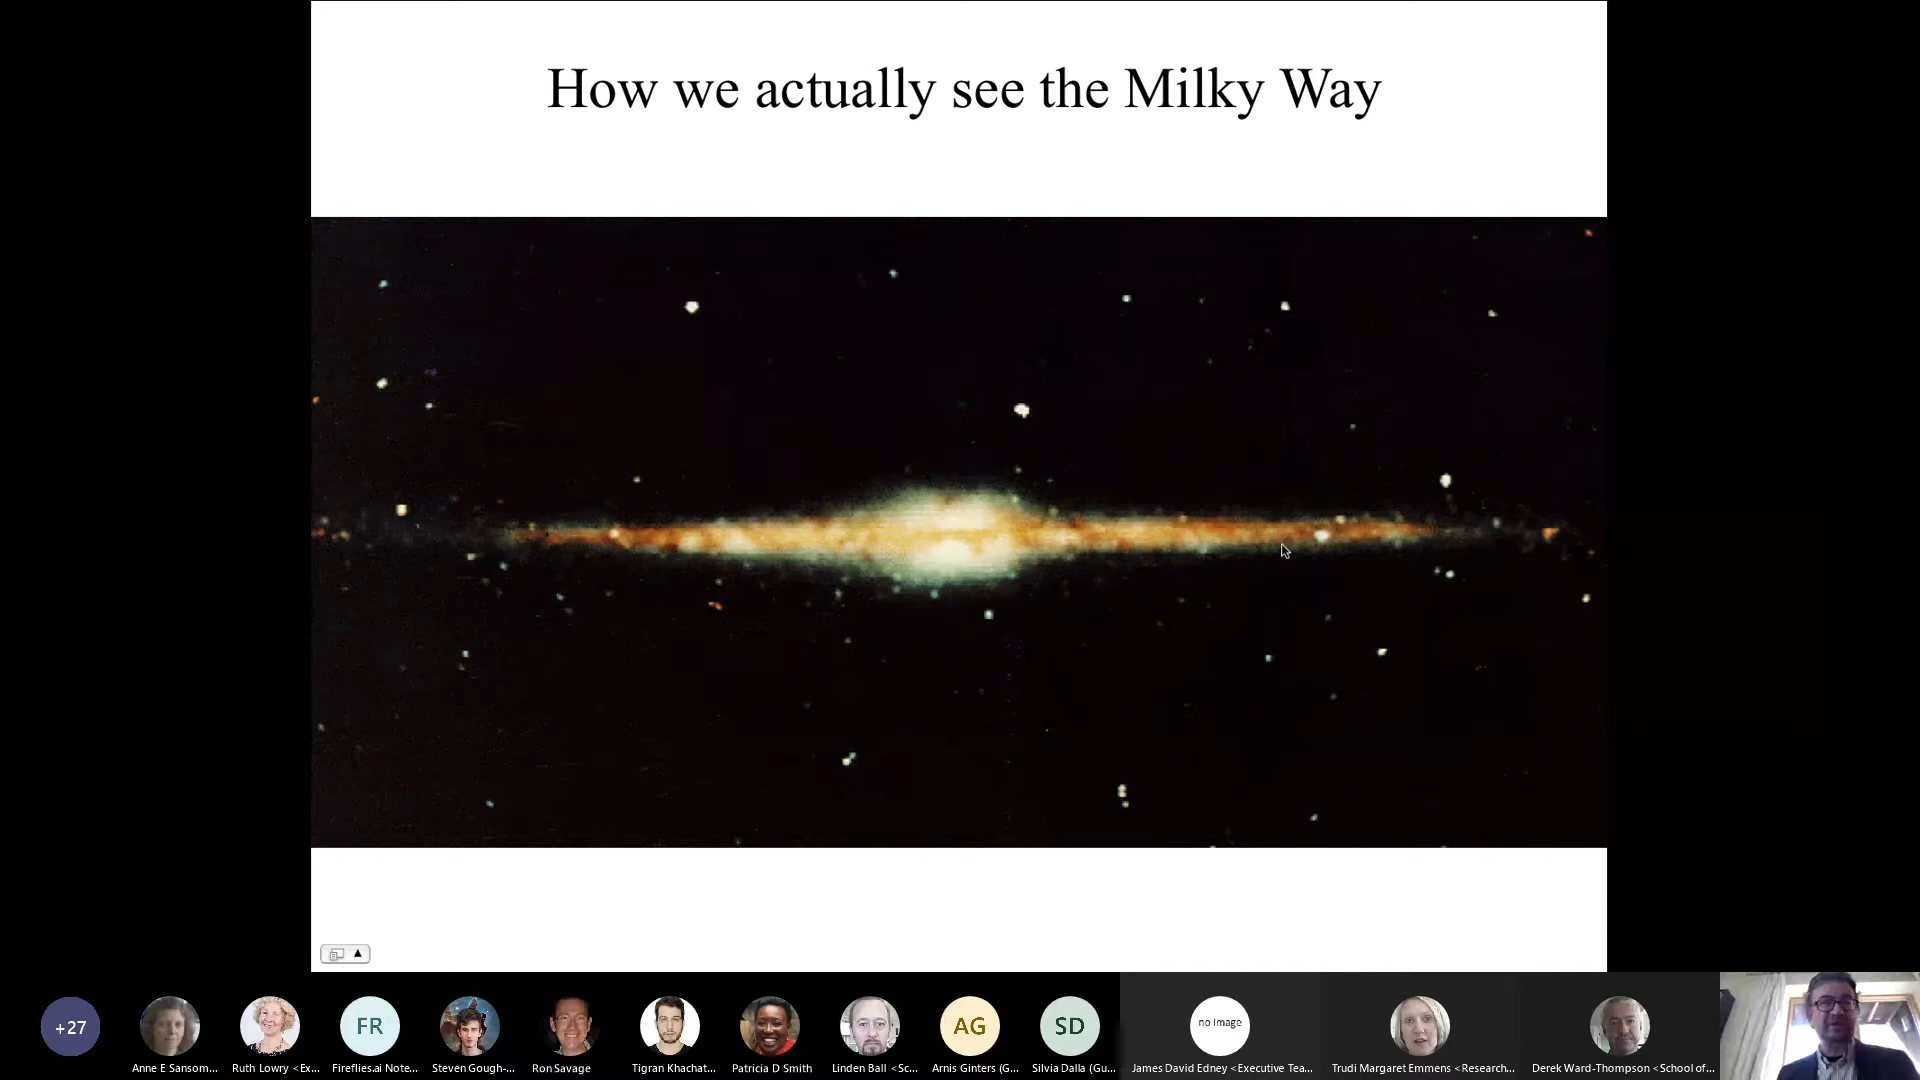 How we actually see the Milky Way
+27
FR
AG
SD
no image
Anne E Sansom...
Ruth Lowry <Ex...
Fireflies.ai Note...
Steven Gough-...
Ron Savage
Tigran Khachat...
Patricia D Smith
Linden Ball <Sc...
Arnis Ginters (G...
Silvia Dalla (Gu...
James David Edney <Executive Tea...
Trudi Margaret Emmens <Research...
Derek Ward-Thompson <School of...